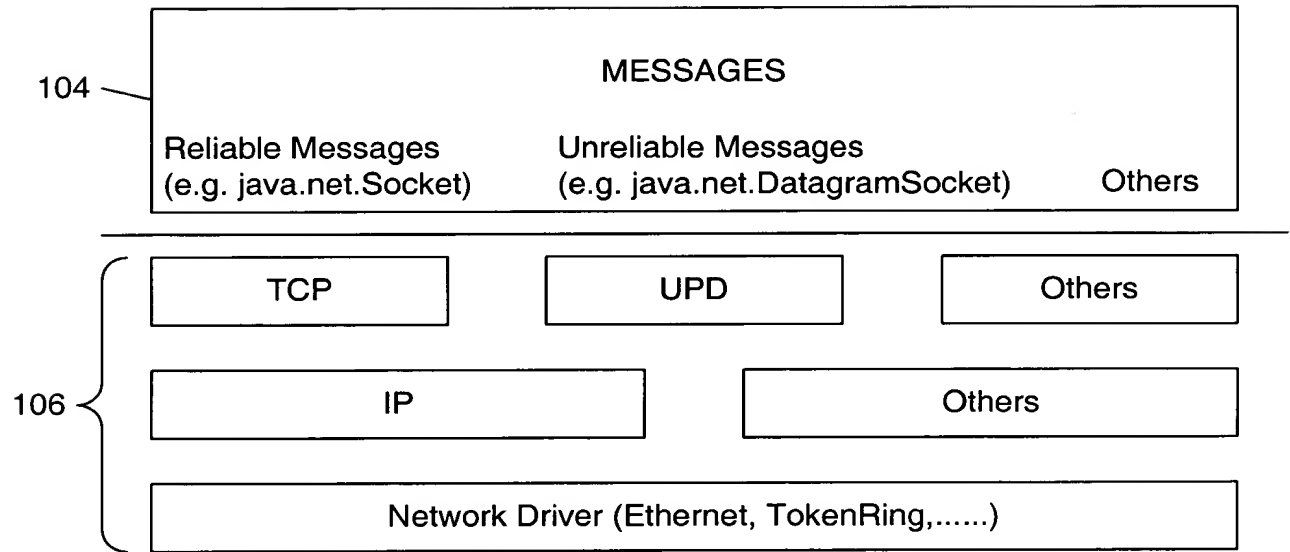 104
MESSAGES
Reliable Messages Unreliable Messages
(e.g. java.net.Socket) (e.g. java.net.DatagramSocket) Others
TCP UPD Others
106
IP Others
Network Driver (Ethernet, TokenRing,......)